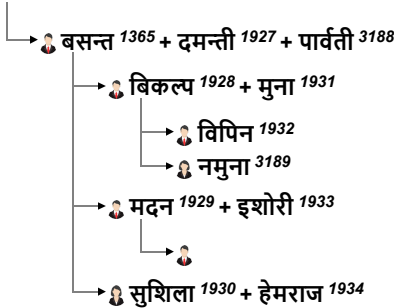 बसन्त 1365 + दमन्ती 1927 + पार्वती 3188
बिकल्प 1928 + मुना 1931
विपिन 1932
नमुना 3189
मदन 1929 + इशोरी 1933
सुशिला 1930 + हेमराज 1934